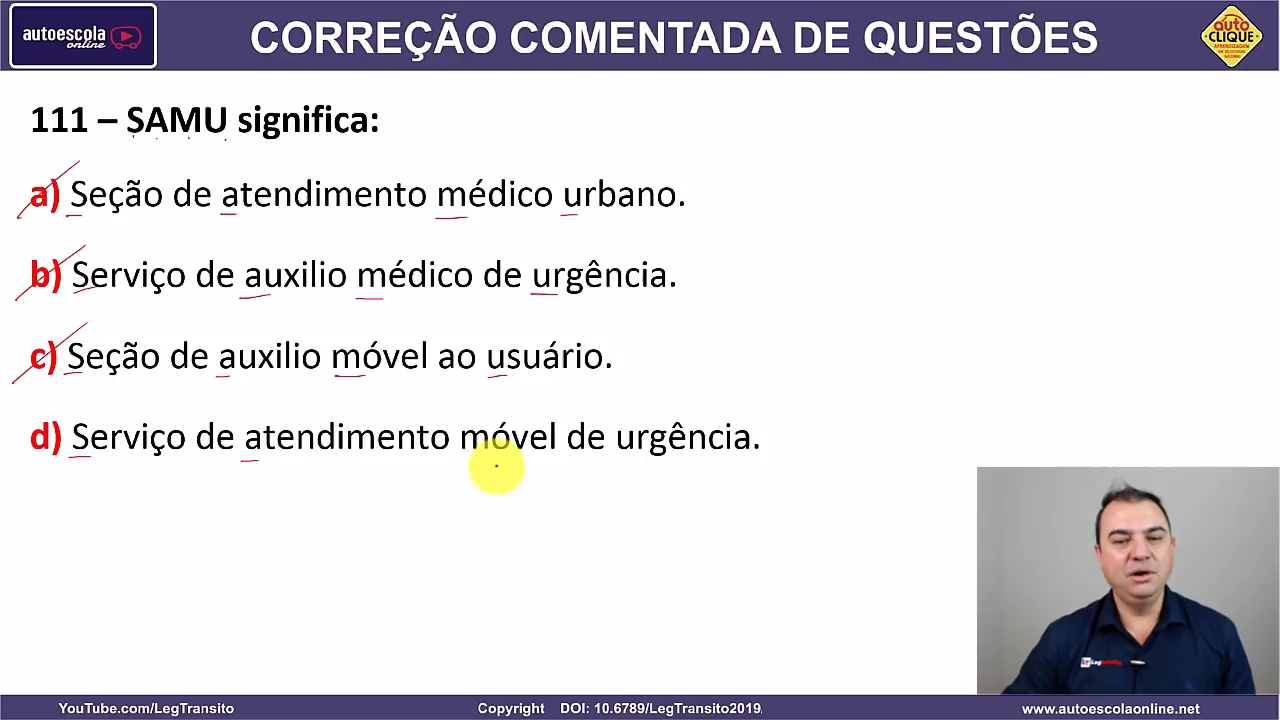 autoescola
online
CORREÇÃO COMENTADA DE QUESTÕES
auto
CLIQUE
APRENDIZAGEM
EM VELOCIDADE
MÁXIMA!
111 – SAMU significa:
a) Seção de atendimento médico urbano.
b) Serviço de auxilio médico de urgência.
c) Seção de auxilio móvel ao usuário.
d) Serviço de atendimento móvel de urgência.
YouTube.com/LegTransito Copyright DOI: 10.6789/LegTransito2019. www.autoescolaonline.net